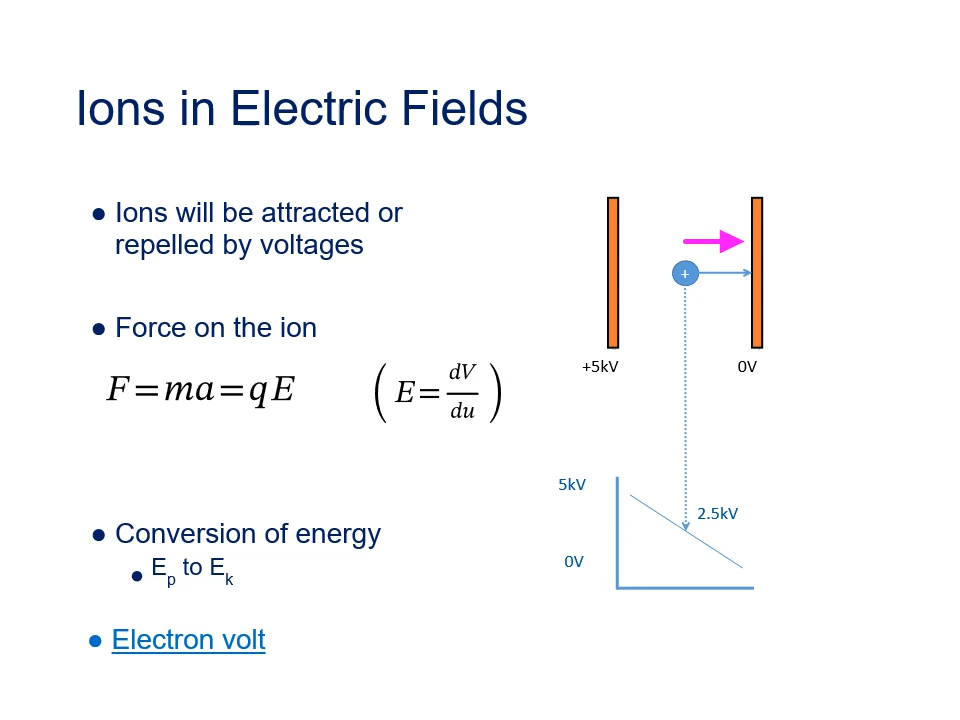 Ions in Electric Fields
● Ions will be attracted or
repelled by voltages
● Force on the ion
F=ma=qE
(E=dV/du)
● Conversion of energy
● Eₚ to Eₖ
● Electron volt
+
+5kV
0V
5kV
2.5kV
0V